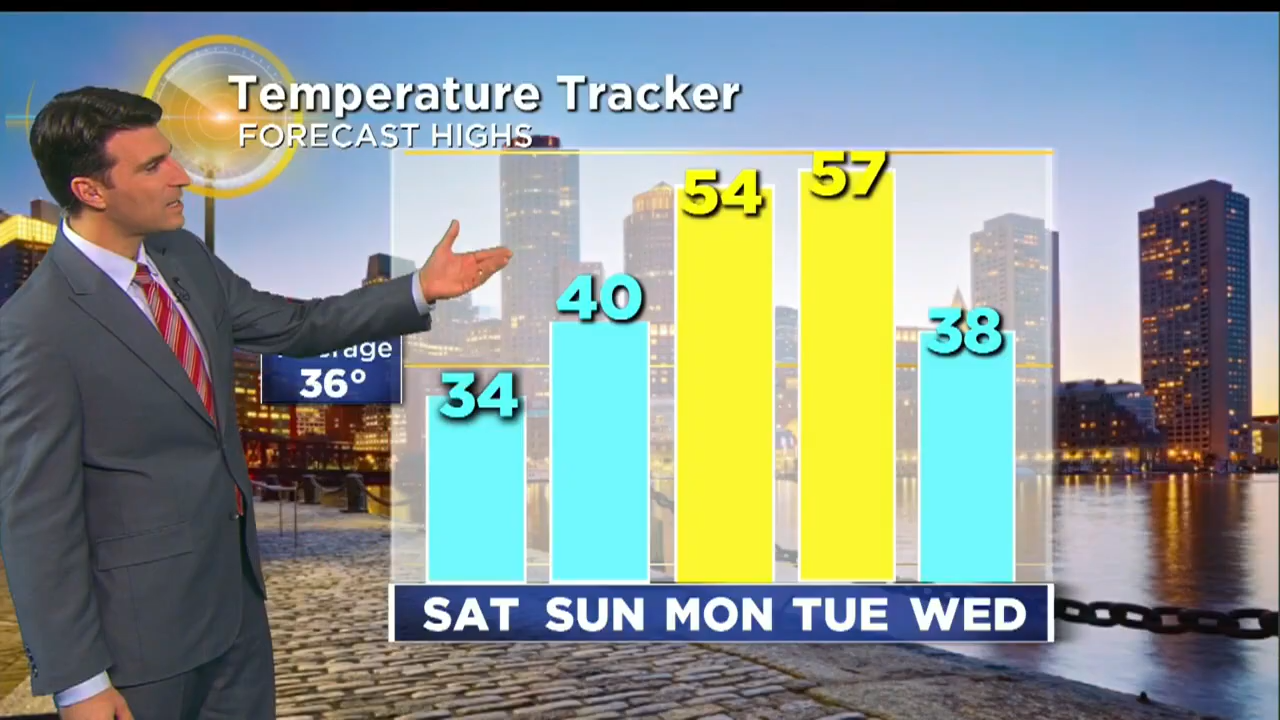 Temperature Tracker
FORECAST HIGHS
57
54
40
38
34
36°
SAT SUN MON TUE WED